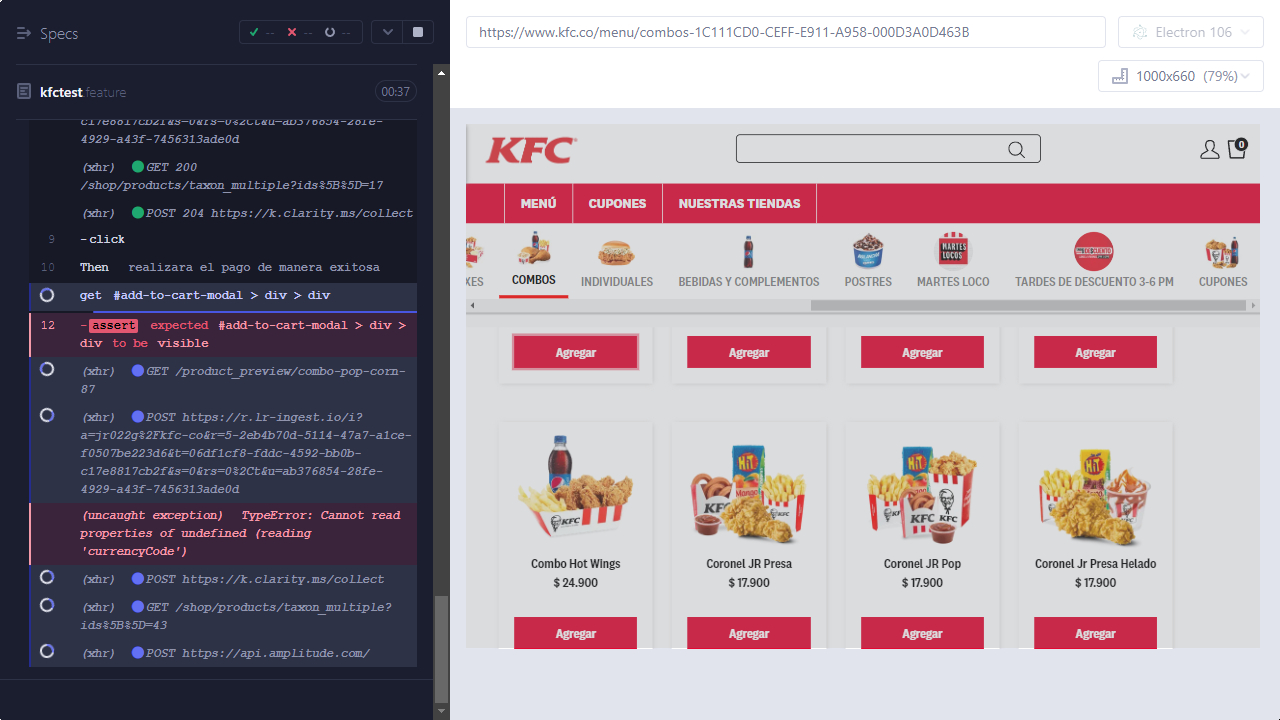 Specs
--
--
--
kfctest.feature
00:37
c17e8817cb2f&s=0&rs=0%2Ct&u=ab376854-28fe-
4929-a43f-7456313ade0d
(xhr) GET 200
/shop/products/taxon_multiple?ids%5B%5D=17
(xhr) POST 204 https://k.clarity.ms/collect
9 -click
10 Then realizara el pago de manera exitosa
get #add-to-cart-modal > div > div
12 -assert expected #add-to-cart-modal > div >
div to be visible
(xhr) GET /product_preview/combo-pop-corn-
87
(xhr) POST https://r.lr-ingest.io/i?
a=jr022g%2Fkfc-co&r=5-2eb4b70d-5114-47a7-a1ce-
f0507be223d6&t=06df1cf8-fddc-4592-bb0b-
c17e8817cb2f&s=0&rs=0%2Ct&u=ab376854-28fe-
4929-a43f-7456313ade0d
(uncaught exception) TypeError: Cannot read
properties of undefined (reading
'currencyCode')
(xhr) POST https://k.clarity.ms/collect
(xhr) GET /shop/products/taxon_multiple?
ids%5B%5D=43
(xhr) POST https://api.amplitude.com/
https://www.kfc.co/menu/combos-1C111CD0-CEFF-E911-A958-000D3A0D463B
Electron 106
1000x660 (79%)
KFC
0
MENÚ
CUPONES
NUESTRAS TIENDAS
XES
COMBOS
INDIVIDUALES
BEBIDAS Y COMPLEMENTOS
POSTRES
MARTES LOCO
TARDES DE DESCUENTO 3-6 PM
CUPONES
Agregar
Agregar
Agregar
Agregar
Combo Hot Wings
$ 24.900
Coronel JR Presa
$ 17.900
Coronel JR Pop
$ 17.900
Coronel Jr Presa Helado
$ 17.900
Agregar
Agregar
Agregar
Agregar